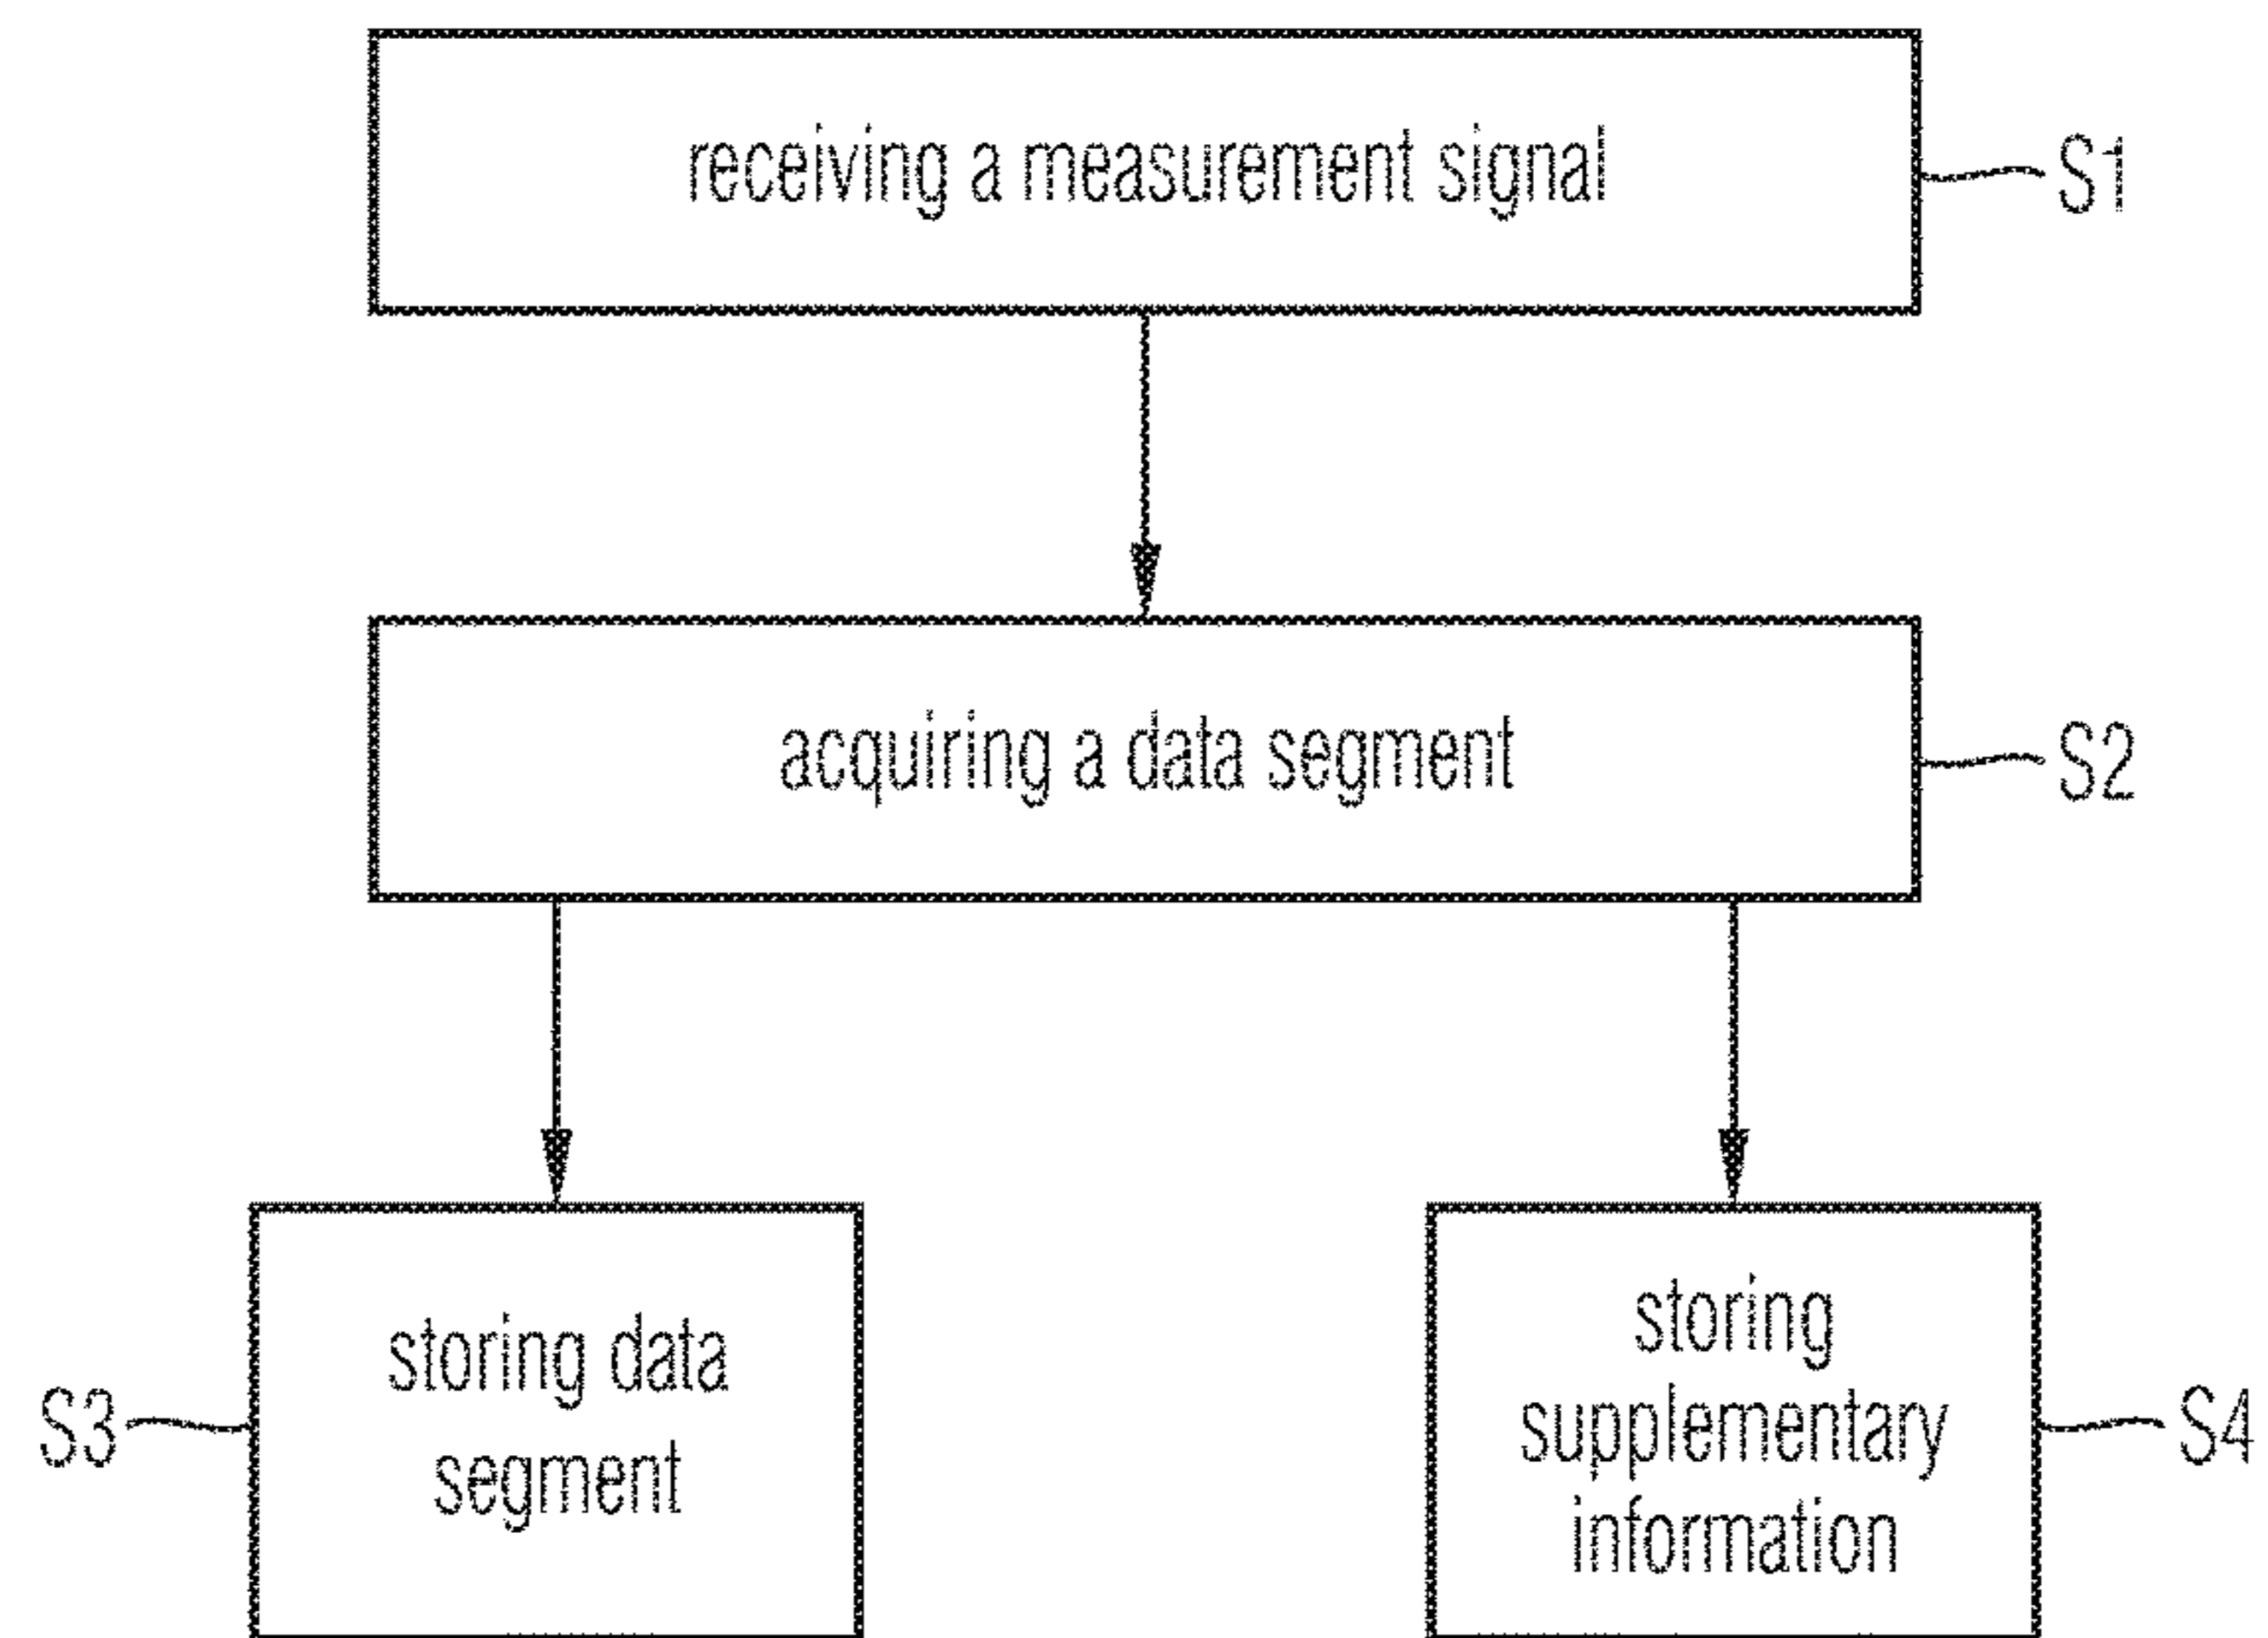 receiving a measurement signal
S1
acquiring a data segment
S2
storing data
segment
S3
storing
supplementary
information
S4